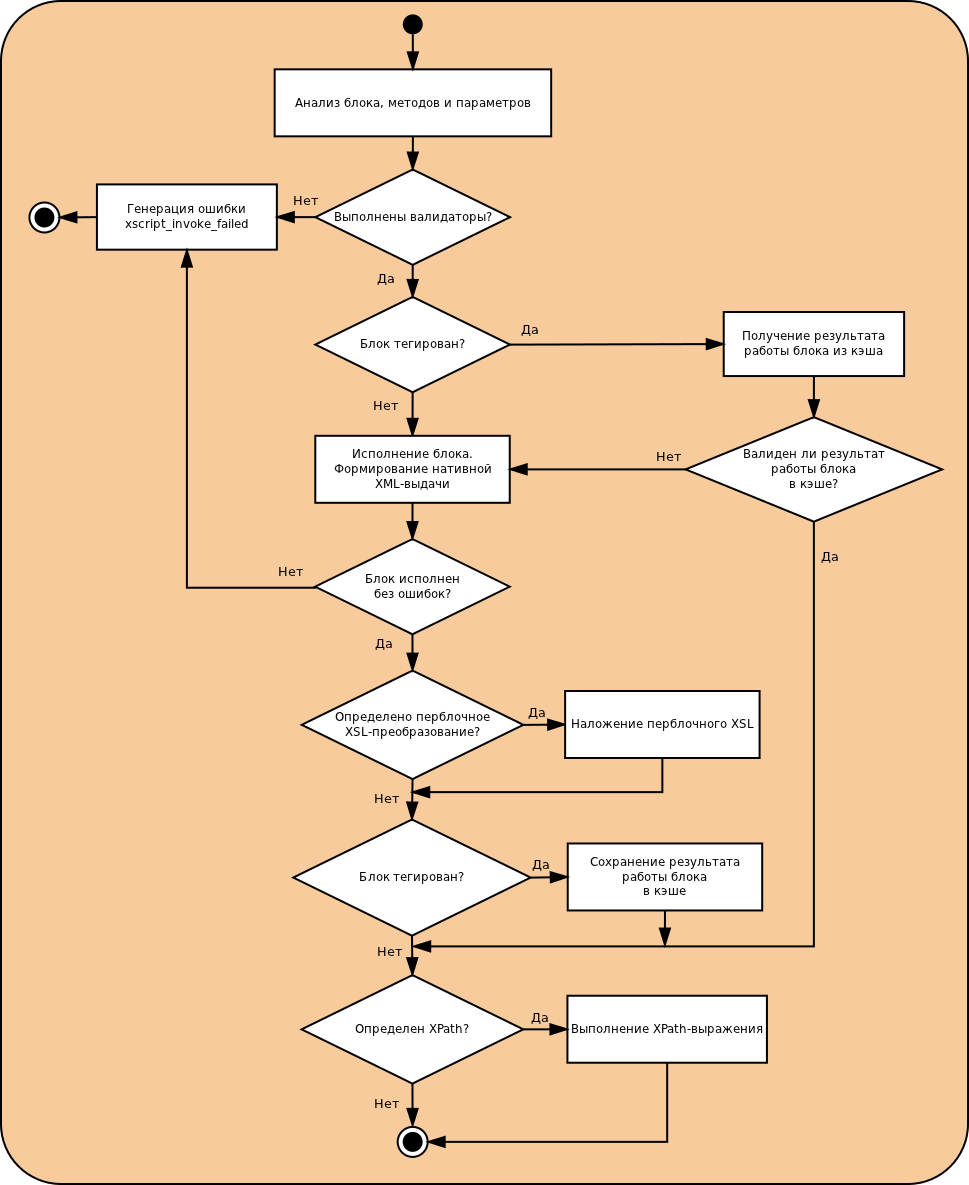 Анализ блока, методов и параметров
Нет
Генерация ошибки
xscript_invoke_failed
Выполнены валидаторы?
Да
Блок тегирован?
Да
Получение результата
работы блока из кэша
Нет
Исполнение блока.
Формирование нативной
XML-выдачи
Нет
Валиден ли результат
работы блока
в кэше?
Да
Нет
Блок исполнен
без ошибок?
Да
Определено перблочное
XSL-преобразование?
Да
Наложение перблочного XSL
Нет
Блок тегирован?
Да
Сохранение результата
работы блока
в кэше
Нет
Определен XPath?
Да
Выполнение XPath-выражения
Нет